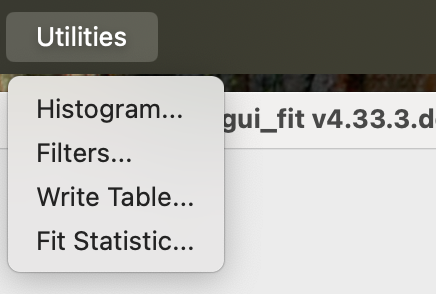 Utilities
Histogram...
gui_fit v4.33.3.d
Filters...
Write Table...
Fit Statistic...